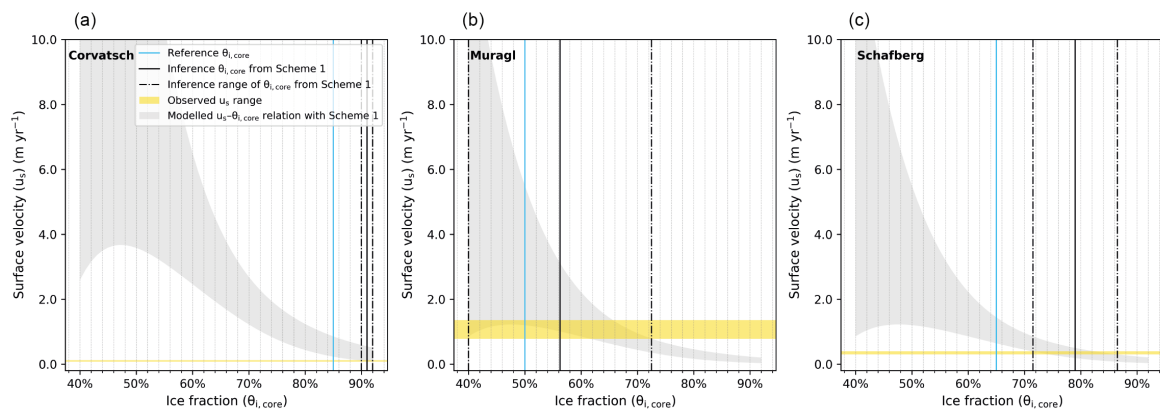 (a)
Corvatsch
Reference θi,core
Inference θi,core from Scheme 1
Inference range of θi,core from Scheme 1
Observed us range
Modelled us–θi,core relation with Scheme 1
10.0
8.0
6.0
4.0
2.0
0.0
Surface velocity (us) (m yr⁻¹)
40% 50% 60% 70% 80% 90%
Ice fraction (θi,core)
(b)
Muragl
10.0
8.0
6.0
4.0
2.0
0.0
Surface velocity (us) (m yr⁻¹)
40% 50% 60% 70% 80% 90%
Ice fraction (θi,core)
(c)
Schafberg
10.0
8.0
6.0
4.0
2.0
0.0
Surface velocity (us) (m yr⁻¹)
40% 50% 60% 70% 80% 90%
Ice fraction (θi,core)